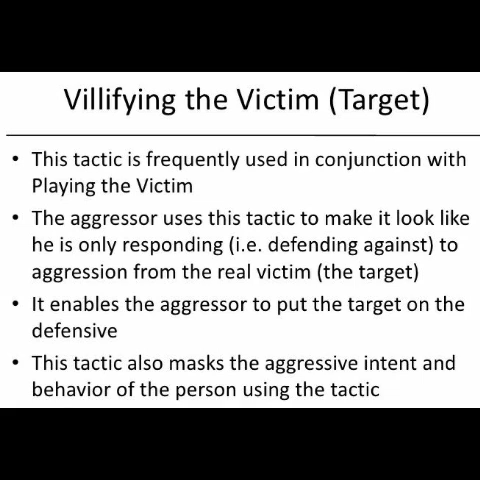 Villifying the Victim (Target)
• This tactic is frequently used in conjunction with
Playing the Victim
• The aggressor uses this tactic to make it look like
he is only responding (i.e. defending against) to
aggression from the real victim (the target)
• It enables the aggressor to put the target on the
defensive
• This tactic also masks the aggressive intent and
behavior of the person using the tactic